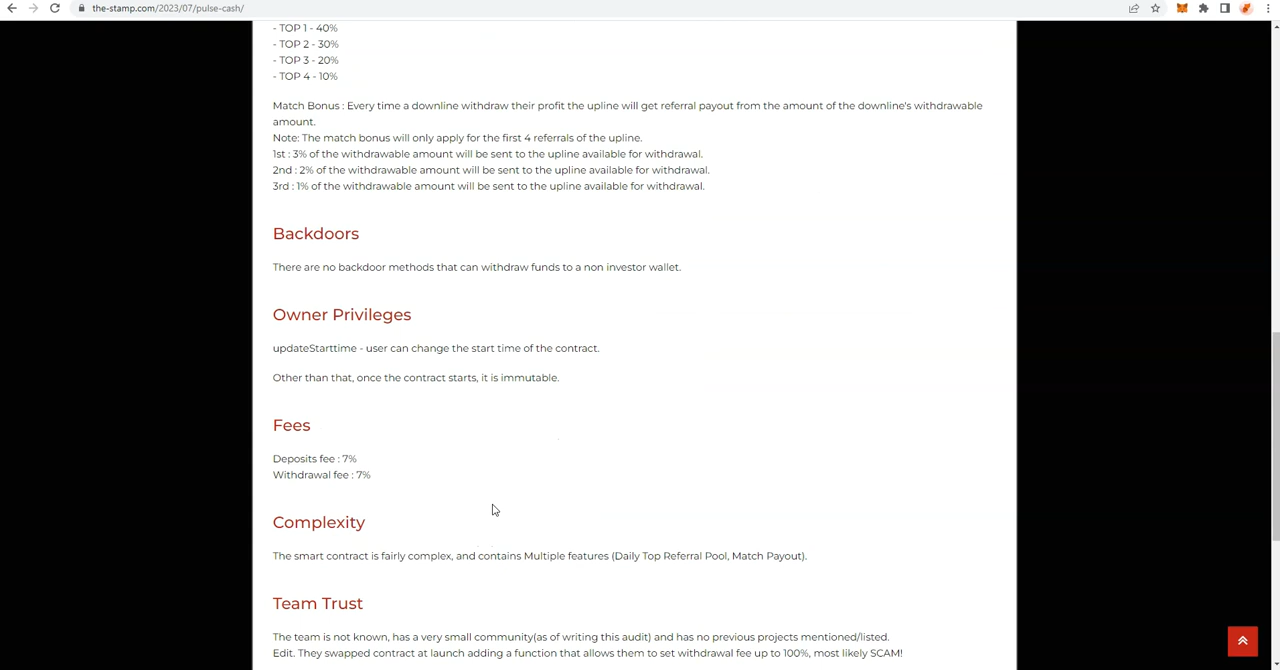 the-stamp.com/2023/07/pulse-cash/
- TOP 1 - 40%
- TOP 2 - 30%
- TOP 3 - 20%
- TOP 4 - 10%
Match Bonus : Every time a downline withdraw their profit the upline will get referral payout from the amount of the downline's withdrawable
amount.
Note: The match bonus will only apply for the first 4 referrals of the upline.
1st : 3% of the withdrawable amount will be sent to the upline available for withdrawal.
2nd : 2% of the withdrawable amount will be sent to the upline available for withdrawal.
3rd : 1% of the withdrawable amount will be sent to the upline available for withdrawal.
Backdoors
There are no backdoor methods that can withdraw funds to a non investor wallet.
Owner Privileges
updateStarttime - user can change the start time of the contract.
Other than that, once the contract starts, it is immutable.
Fees
Deposits fee : 7%
Withdrawal fee : 7%
Complexity
The smart contract is fairly complex, and contains Multiple features (Daily Top Referral Pool, Match Payout).
Team Trust
The team is not known, has a very small community(as of writing this audit) and has no previous projects mentioned/listed.
Edit. They swapped contract at launch adding a function that allows them to set withdrawal fee up to 100%, most likely SCAM!